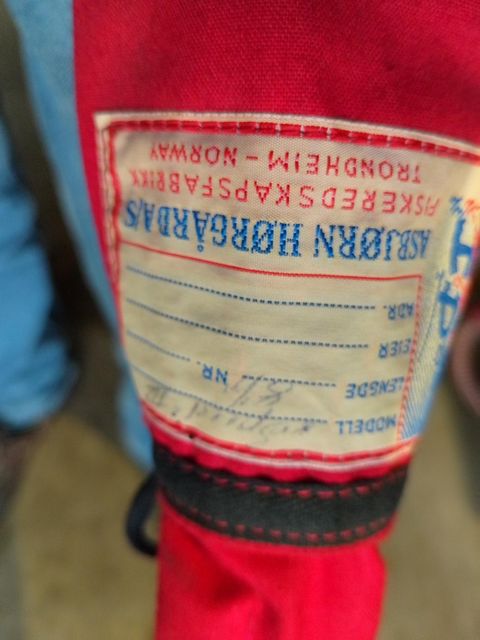 MODELL
LENGDE NR.
EIER
ADR.
ASBJØRN HØRGÅRD A/S
FISKEREDSKAPSFABRIKK
TRONDHEIM - NORWAY